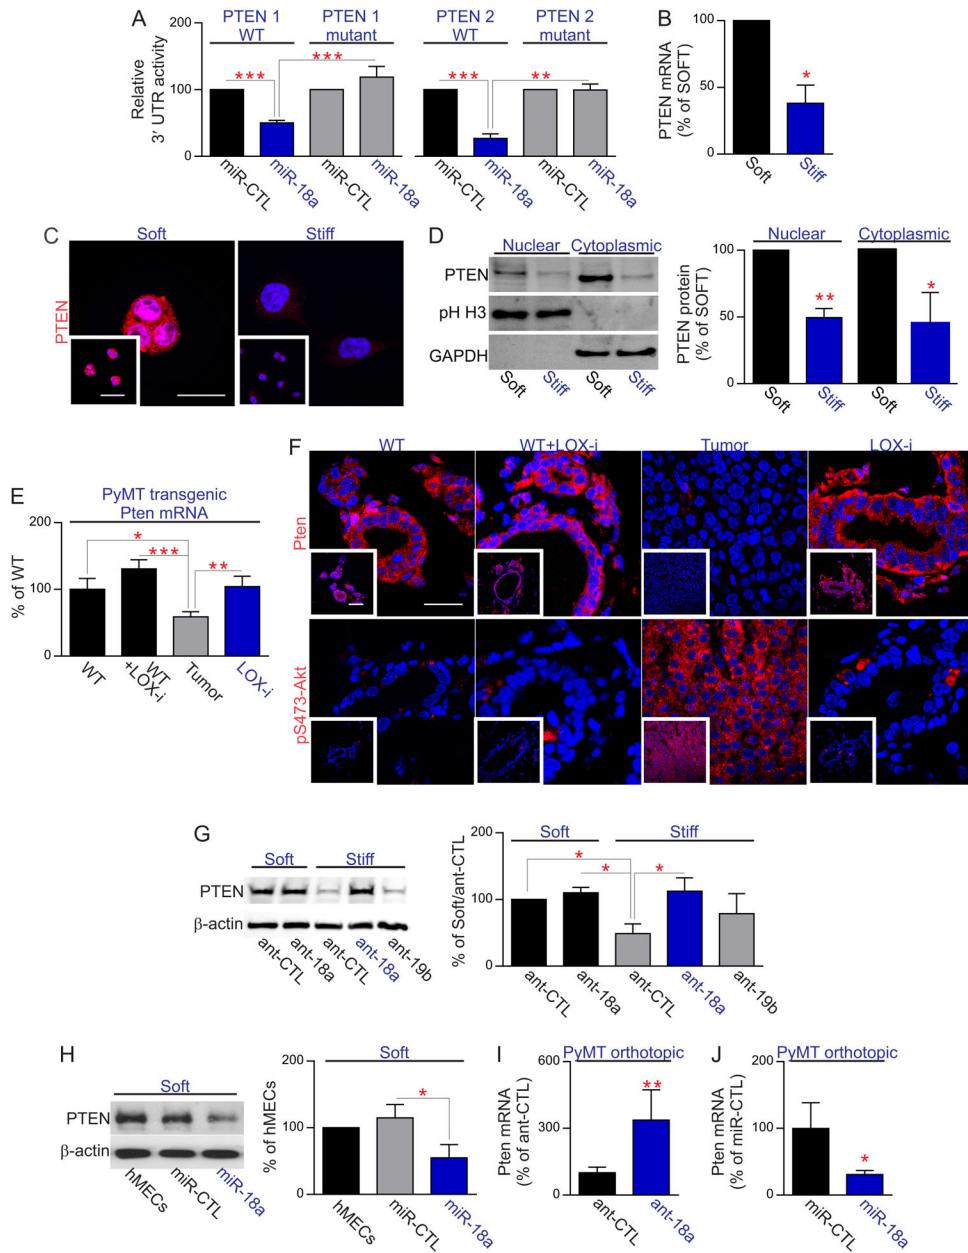 A
PTEN 1 WT
PTEN 1 mutant
PTEN 2 WT
PTEN 2 mutant
Relative 3' UTR activity
200
100
0
***
***
***
**
miR-CTL
miR-18a
miR-CTL
miR-18a
miR-CTL
miR-18a
miR-CTL
miR-18a
B
PTEN mRNA (% of SOFT)
100
50
0
*
Soft
Stiff
C
Soft
Stiff
PTEN
D
Nuclear
Cytoplasmic
PTEN
pH H3
GAPDH
Soft
Stiff
Soft
Stiff
Nuclear
Cytoplasmic
PTEN protein (% of SOFT)
100
50
0
**
*
Soft
Stiff
Soft
Stiff
E
PyMT transgenic
Pten mRNA
% of WT
200
100
0
*
***
**
WT
WT +LOX-i
Tumor
LOX-i
F
WT
WT+LOX-i
Tumor
LOX-i
Pten
pS473-Akt
G
Soft
Stiff
PTEN
β-actin
ant-CTL
ant-18a
ant-CTL
ant-18a
ant-19b
Soft
Stiff
% of Soft/ant-CTL
200
100
0
*
*
*
ant-CTL
ant-18a
ant-CTL
ant-18a
ant-19b
H
Soft
PTEN
β-actin
hMECs
miR-CTL
miR-18a
Soft
% of hMECs
200
100
0
*
hMECs
miR-CTL
miR-18a
I
PyMT orthotopic
Pten mRNA (% of ant-CTL)
600
300
0
**
ant-CTL
ant-18a
J
PyMT orthotopic
Pten mRNA (% of miR-CTL)
200
100
0
*
miR-CTL
miR-18a